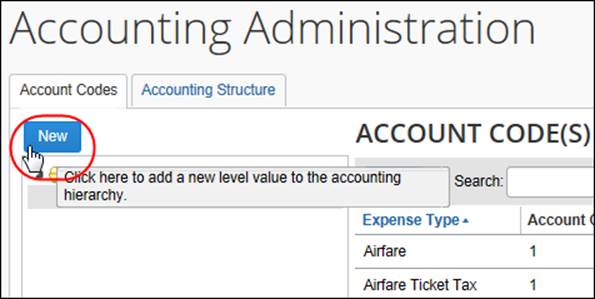 Accounting Administration
Account Codes
Accounting Structure
New
ACCOUNT CODE(S)
Click here to add a new level value to the accounting
hierarchy.
Search:
Expense Type
Account
Airfare
1
Airfare Ticket Tax
1